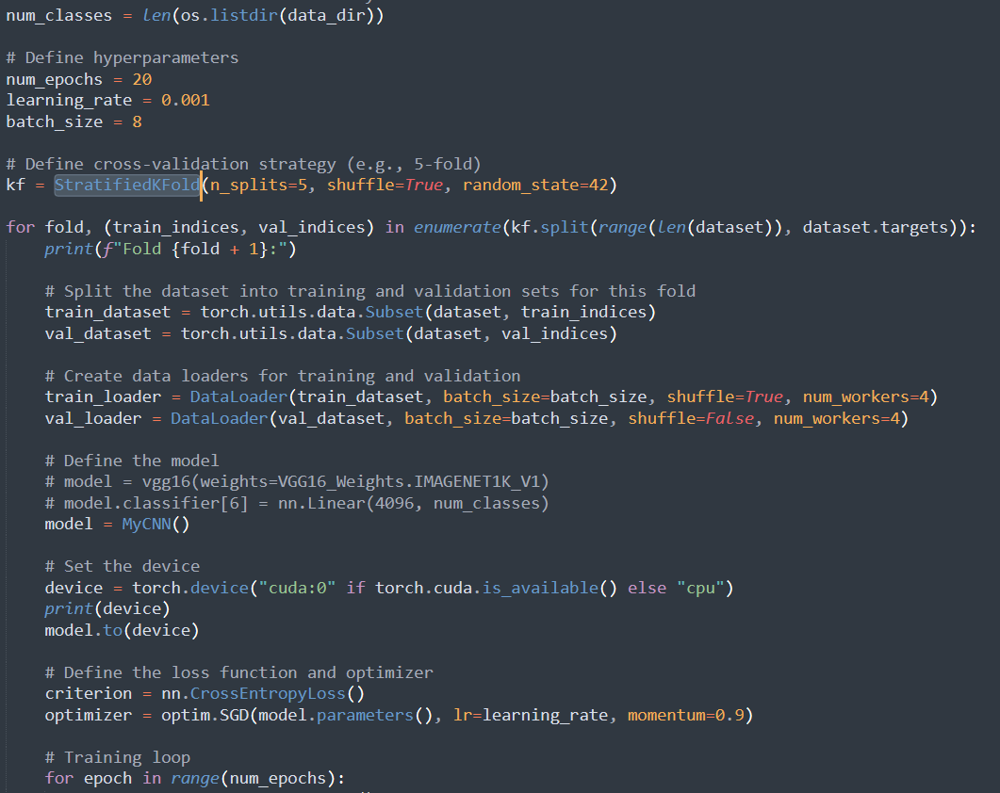 num_classes = len(os.listdir(data_dir))
# Define hyperparameters
num_epochs = 20
learning_rate = 0.001
batch_size = 8
# Define cross-validation strategy (e.g., 5-fold)
kf = StratifiedKFold(n_splits=5, shuffle=True, random_state=42)
for fold, (train_indices, val_indices) in enumerate(kf.split(range(len(dataset)), dataset.targets)):
    print(f"Fold {fold + 1}:")
    # Split the dataset into training and validation sets for this fold
    train_dataset = torch.utils.data.Subset(dataset, train_indices)
    val_dataset = torch.utils.data.Subset(dataset, val_indices)
    # Create data loaders for training and validation
    train_loader = DataLoader(train_dataset, batch_size=batch_size, shuffle=True, num_workers=4)
    val_loader = DataLoader(val_dataset, batch_size=batch_size, shuffle=False, num_workers=4)
    # Define the model
    # model = vgg16(weights=VGG16_Weights.IMAGENET1K_V1)
    # model.classifier[6] = nn.Linear(4096, num_classes)
    model = MyCNN()
    # Set the device
    device = torch.device("cuda:0" if torch.cuda.is_available() else "cpu")
    print(device)
    model.to(device)
    # Define the loss function and optimizer
    criterion = nn.CrossEntropyLoss()
    optimizer = optim.SGD(model.parameters(), lr=learning_rate, momentum=0.9)
    # Training loop
    for epoch in range(num_epochs):